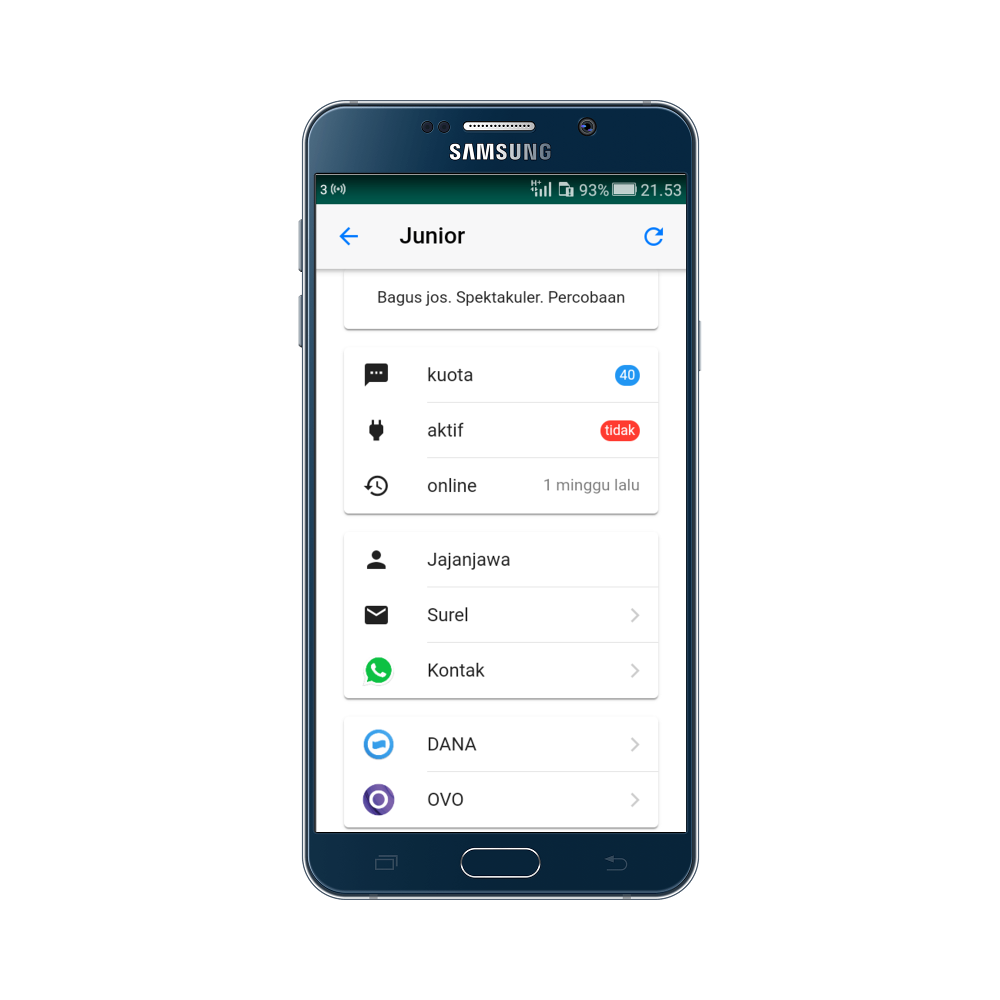 SAMSUNG
3 H+ 93% 21.53
Junior
Bagus jos. Spektakuler. Percobaan
kuota 40
aktif tidak
online 1 minggu lalu
Jajanjawa
Surel
Kontak
DANA
OVO